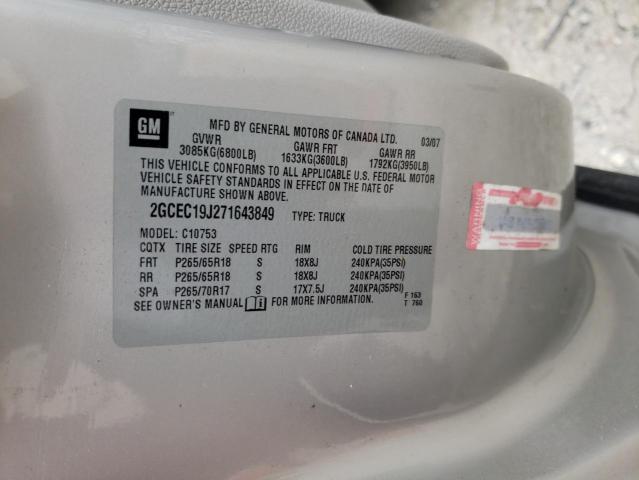 GM
MFD BY GENERAL MOTORS OF CANADA LTD. 03/07
GVWR GAWR FRT GAWR RR
3085KG(6800LB) 1633KG(3600LB) 1792KG(3950LB)
THIS VEHICLE CONFORMS TO ALL APPLICABLE U.S. FEDERAL MOTOR
VEHICLE SAFETY STANDARDS IN EFFECT ON THE DATE OF
MANUFACTURE SHOWN ABOVE.
2GCEC19J271643849 TYPE: TRUCK
MODEL: C10753
CQTX TIRE SIZE SPEED RTG RIM COLD TIRE PRESSURE
FRT P265/65R18 S 18X8J 240KPA(35PSI)
RR P265/65R18 S 18X8J 240KPA(35PSI)
SPA P265/70R17 S 17X7.5J 240KPA(35PSI)
SEE OWNER'S MANUAL FOR MORE INFORMATION. F 163
T 760
WARNING